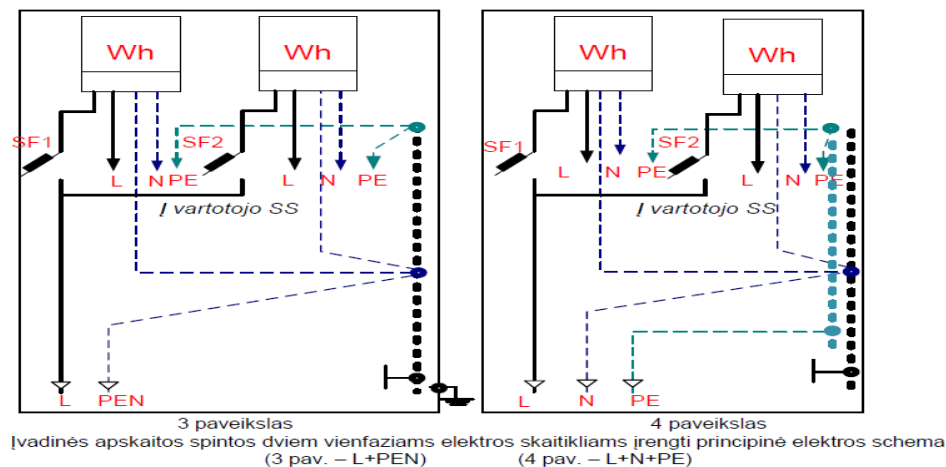 Wh Wh Wh Wh
SF1 SF2 SF1 SF2
L N PE L N PE L N PE L N PE
Į vartotojo SS Į vartotojo SS
L PEN L N PE
3 paveikslas 4 paveikslas
Įvadinės apskaitos spintos dviem vienfaziams elektros skaitikliams įrengti principinė elektros schema
(3 pav. – L+PEN) (4 pav. – L+N+PE)